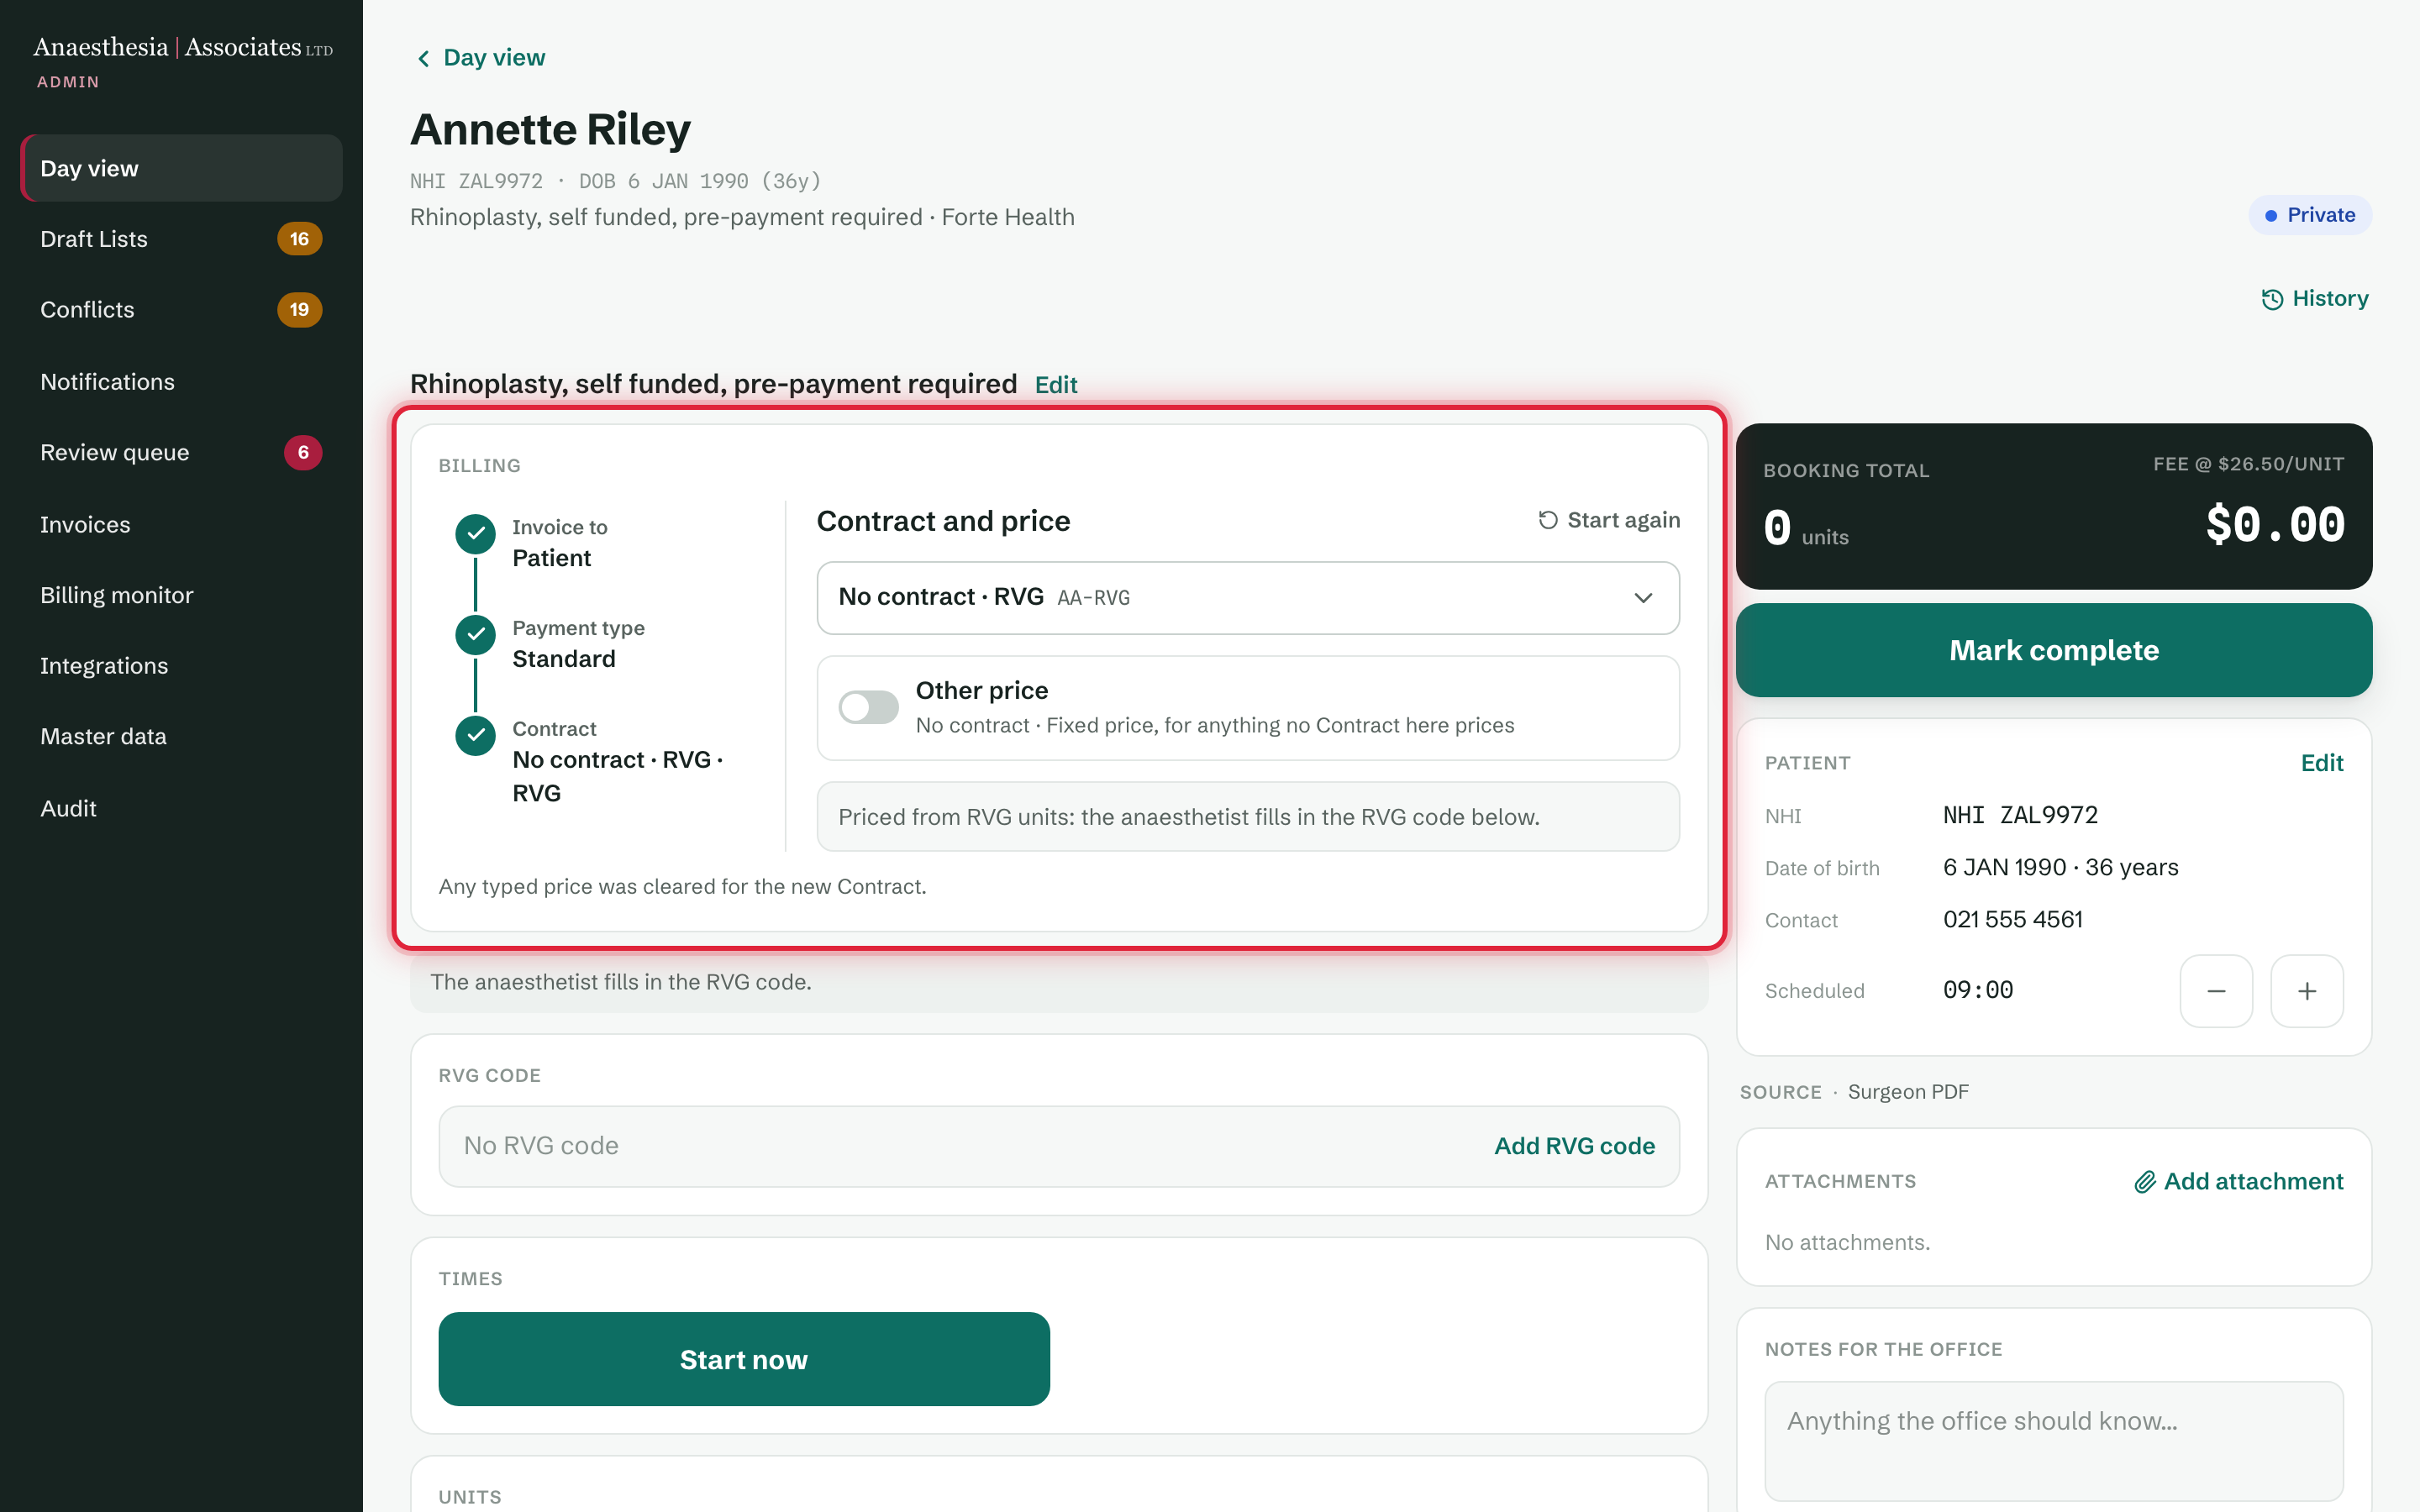 Anaesthesia | Associates LTD
ADMIN
Day view
Draft Lists 16
Conflicts 19
Notifications
Review queue 6
Invoices
Billing monitor
Integrations
Master data
Audit
Day view
Annette Riley
NHI ZAL9972 · DOB 6 JAN 1990 (36y)
Rhinoplasty, self funded, pre-payment required · Forte Health
Private
History
Rhinoplasty, self funded, pre-payment required Edit
BILLING
Invoice to
Patient
Payment type
Standard
Contract
No contract · RVG ·
RVG
Contract and price
Start again
No contract · RVG AA-RVG
Other price
No contract · Fixed price, for anything no Contract here prices
Priced from RVG units: the anaesthetist fills in the RVG code below.
Any typed price was cleared for the new Contract.
The anaesthetist fills in the RVG code.
RVG CODE
No RVG code
Add RVG code
TIMES
Start now
UNITS
BOOKING TOTAL
FEE @ $26.50/UNIT
0 units
$0.00
Mark complete
PATIENT
Edit
NHI NHI ZAL9972
Date of birth 6 JAN 1990 · 36 years
Contact 021 555 4561
Scheduled 09:00
SOURCE · Surgeon PDF
ATTACHMENTS
Add attachment
No attachments.
NOTES FOR THE OFFICE
Anything the office should know...